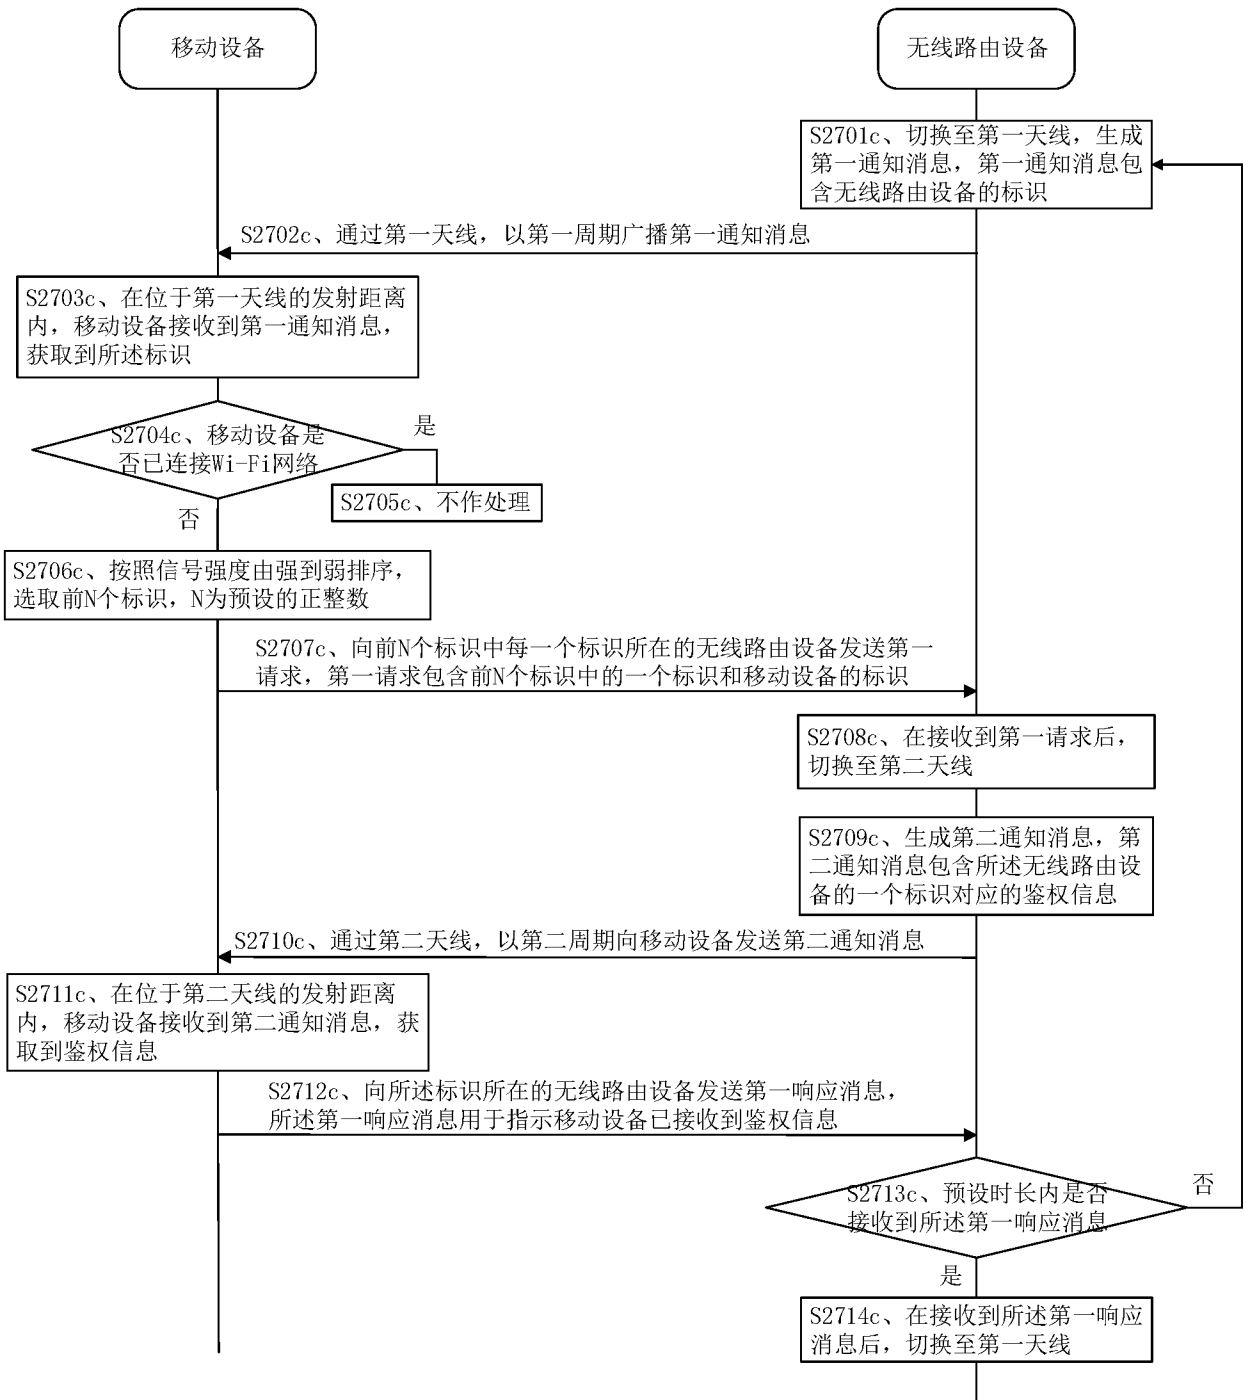 移动设备
无线路由设备
S2701c、切换至第一天线，生成
第一通知消息，第一通知消息包
含无线路由设备的标识
S2702c、通过第一天线，以第一周期广播第一通知消息
S2703c、在位于第一天线的发射距离
内，移动设备接收到第一通知消息，
获取到所述标识
S2704c、移动设备是
否已连接Wi-Fi网络
是
S2705c、不作处理
否
S2706c、按照信号强度由强到弱排序，
选取前N个标识，N为预设的正整数
S2707c、向前N个标识中每一个标识所在的无线路由设备发送第一
请求，第一请求包含前N个标识中的一个标识和移动设备的标识
S2708c、在接收到第一请求后，
切换至第二天线
S2709c、生成第二通知消息，第
二通知消息包含所述无线路由设
备的一个标识对应的鉴权信息
S2710c、通过第二天线，以第二周期向移动设备发送第二通知消息
S2711c、在位于第二天线的发射距离
内，移动设备接收到第二通知消息，获
取到鉴权信息
S2712c、向所述标识所在的无线路由设备发送第一响应消息，
所述第一响应消息用于指示移动设备已接收到鉴权信息
S2713c、预设时长内是否
接收到所述第一响应消息
否
是
S2714c、在接收到所述第一响应
消息后，切换至第一天线